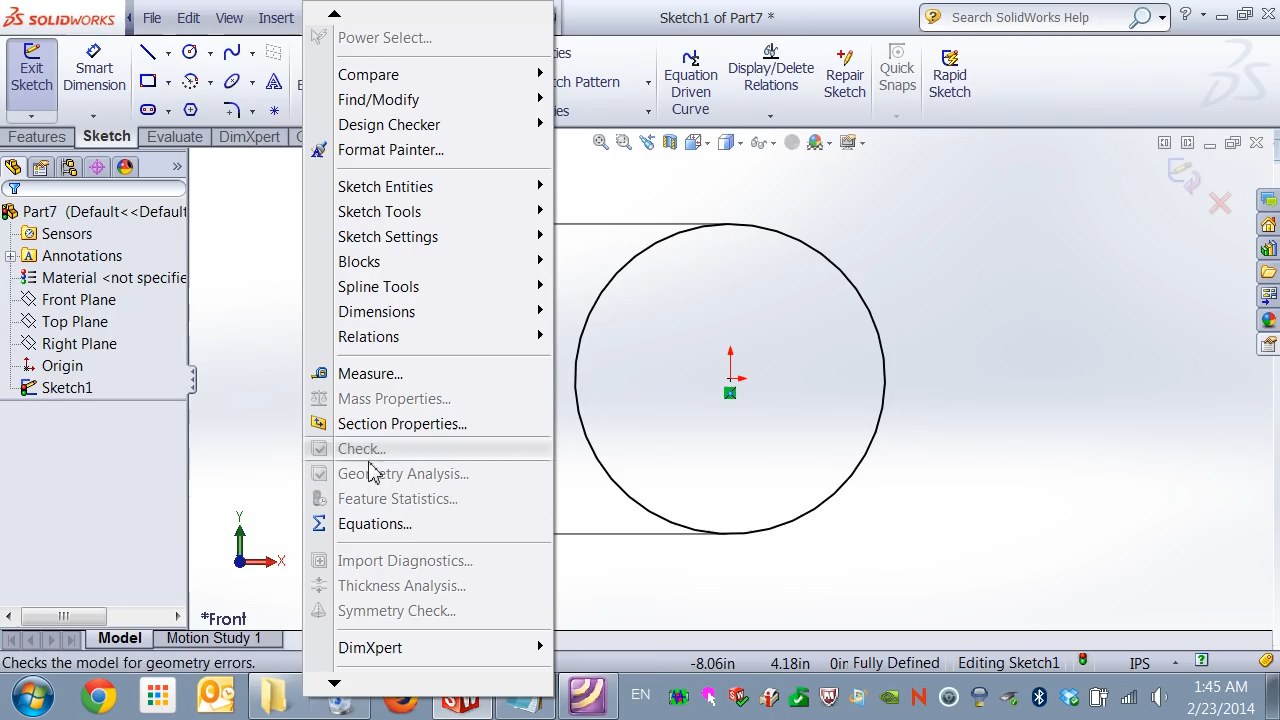 SOLIDWORKS
File
Edit
View
Insert
Sketch1 of Part7 *
Search SolidWorks Help
Exit
Sketch
Smart
Dimension
Equation
Driven
Curve
Display/Delete
Relations
Repair
Sketch
Quick
Snaps
Rapid
Sketch
Features
Sketch
Evaluate
DimXpert
Power Select...
Compare
Find/Modify
Design Checker
Format Painter...
Sketch Entities
Sketch Tools
Sketch Settings
Blocks
Spline Tools
Dimensions
Relations
Measure...
Mass Properties...
Section Properties...
Check...
Geometry Analysis...
Feature Statistics...
Equations...
Import Diagnostics...
Thickness Analysis...
Symmetry Check...
DimXpert
Part7 (Default<<Default
Sensors
Annotations
Material <not specifie
Front Plane
Top Plane
Right Plane
Origin
Sketch1
Y
X
*Front
Model
Motion Study 1
Checks the model for geometry errors.
-8.06in
4.18in
0in Fully Defined
Editing Sketch1
IPS
EN
1:45 AM
2/23/2014